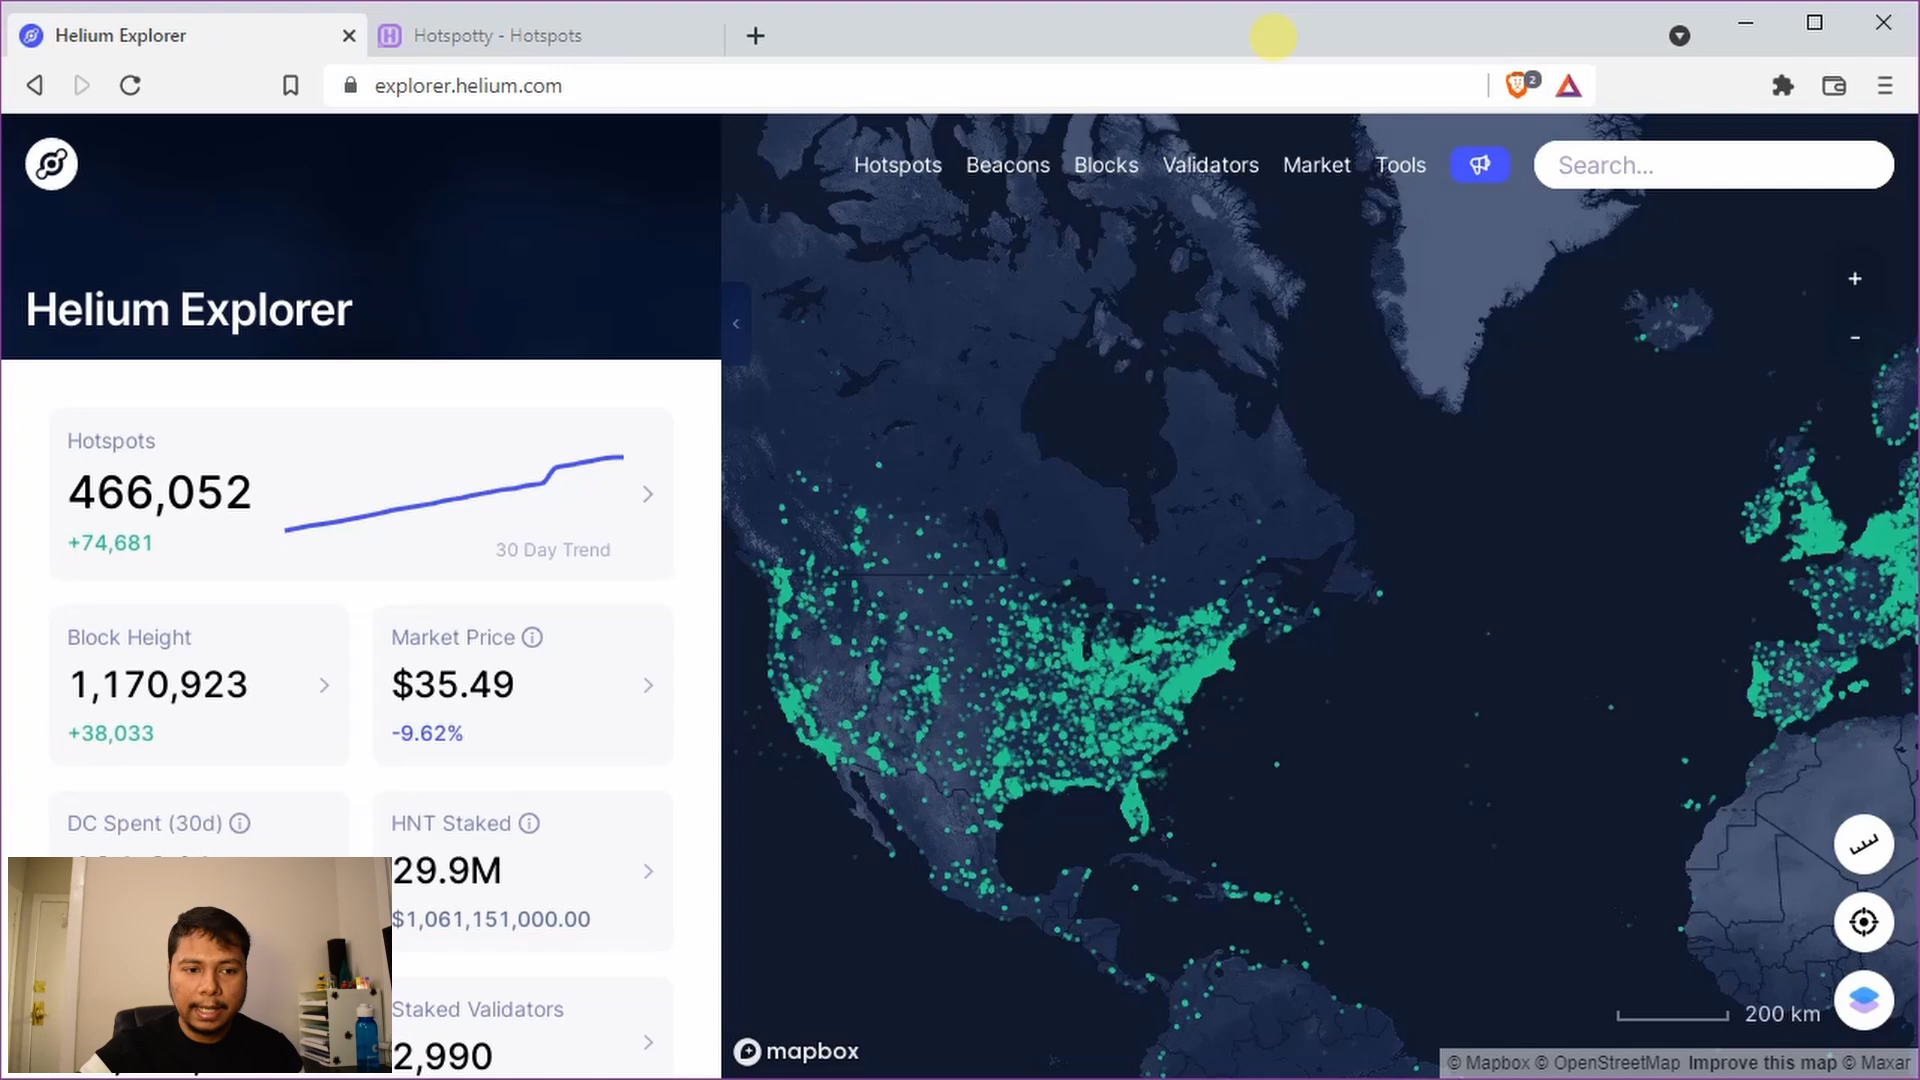 Helium Explorer
Hotspotty - Hotspots
explorer.helium.com
2
Hotspots Beacons Blocks Validators Market Tools
Search...
Helium Explorer
Hotspots
466,052
+74,681
30 Day Trend
Block Height
1,170,923
+38,033
Market Price
$35.49
-9.62%
DC Spent (30d)
HNT Staked
29.9M
$1,061,151,000.00
Staked Validators
2,990
mapbox
200 km
© Mapbox © OpenStreetMap Improve this map © Maxar